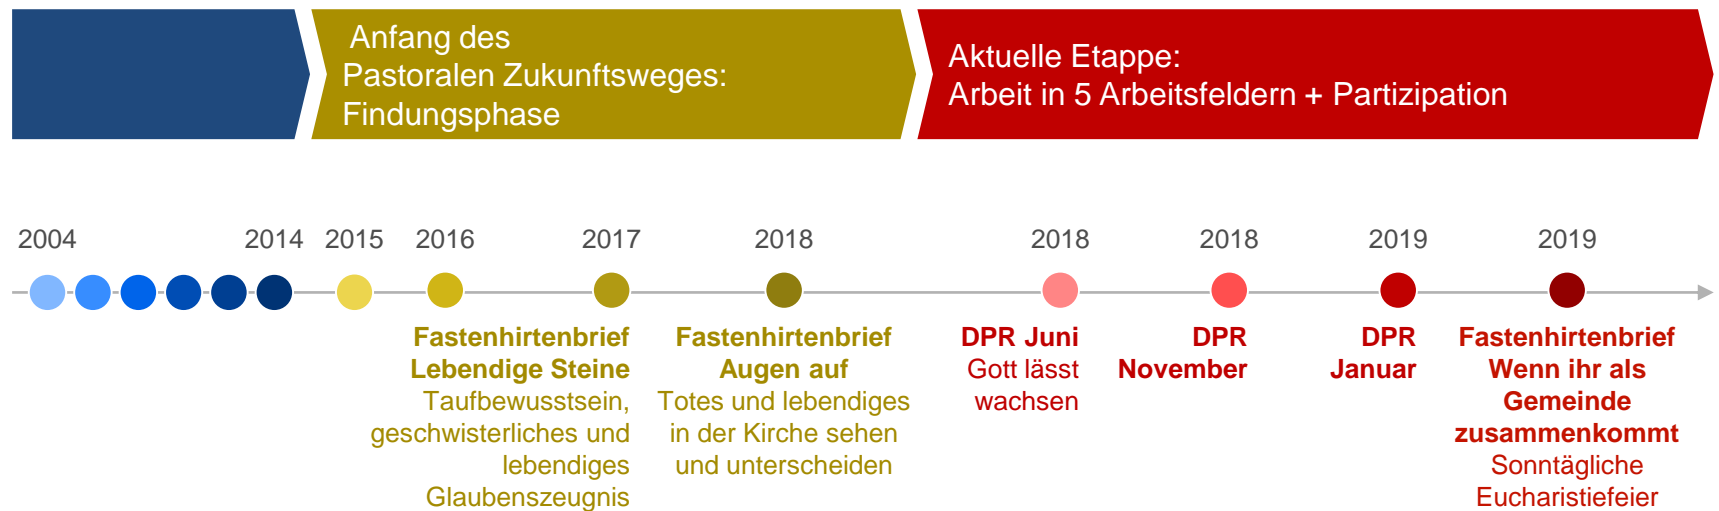 Anfang des
Pastoralen Zukunftsweges:
Findungsphase
Aktuelle Etappe:
Arbeit in 5 Arbeitsfeldern + Partizipation
2004
2014
2015
2016
2017
2018
2018
2018
2019
2019
Fastenhirtenbrief
Lebendige Steine
Taufbewusstsein,
geschwisterliches und
lebendiges
Glaubenszeugnis
Fastenhirtenbrief
Augen auf
Totes und lebendiges
in der Kirche sehen
und unterscheiden
DPR Juni
Gott lässt
wachsen
DPR
November
DPR
Januar
Fastenhirtenbrief
Wenn ihr als
Gemeinde
zusammenkommt
Sonntägliche
Eucharistiefeier